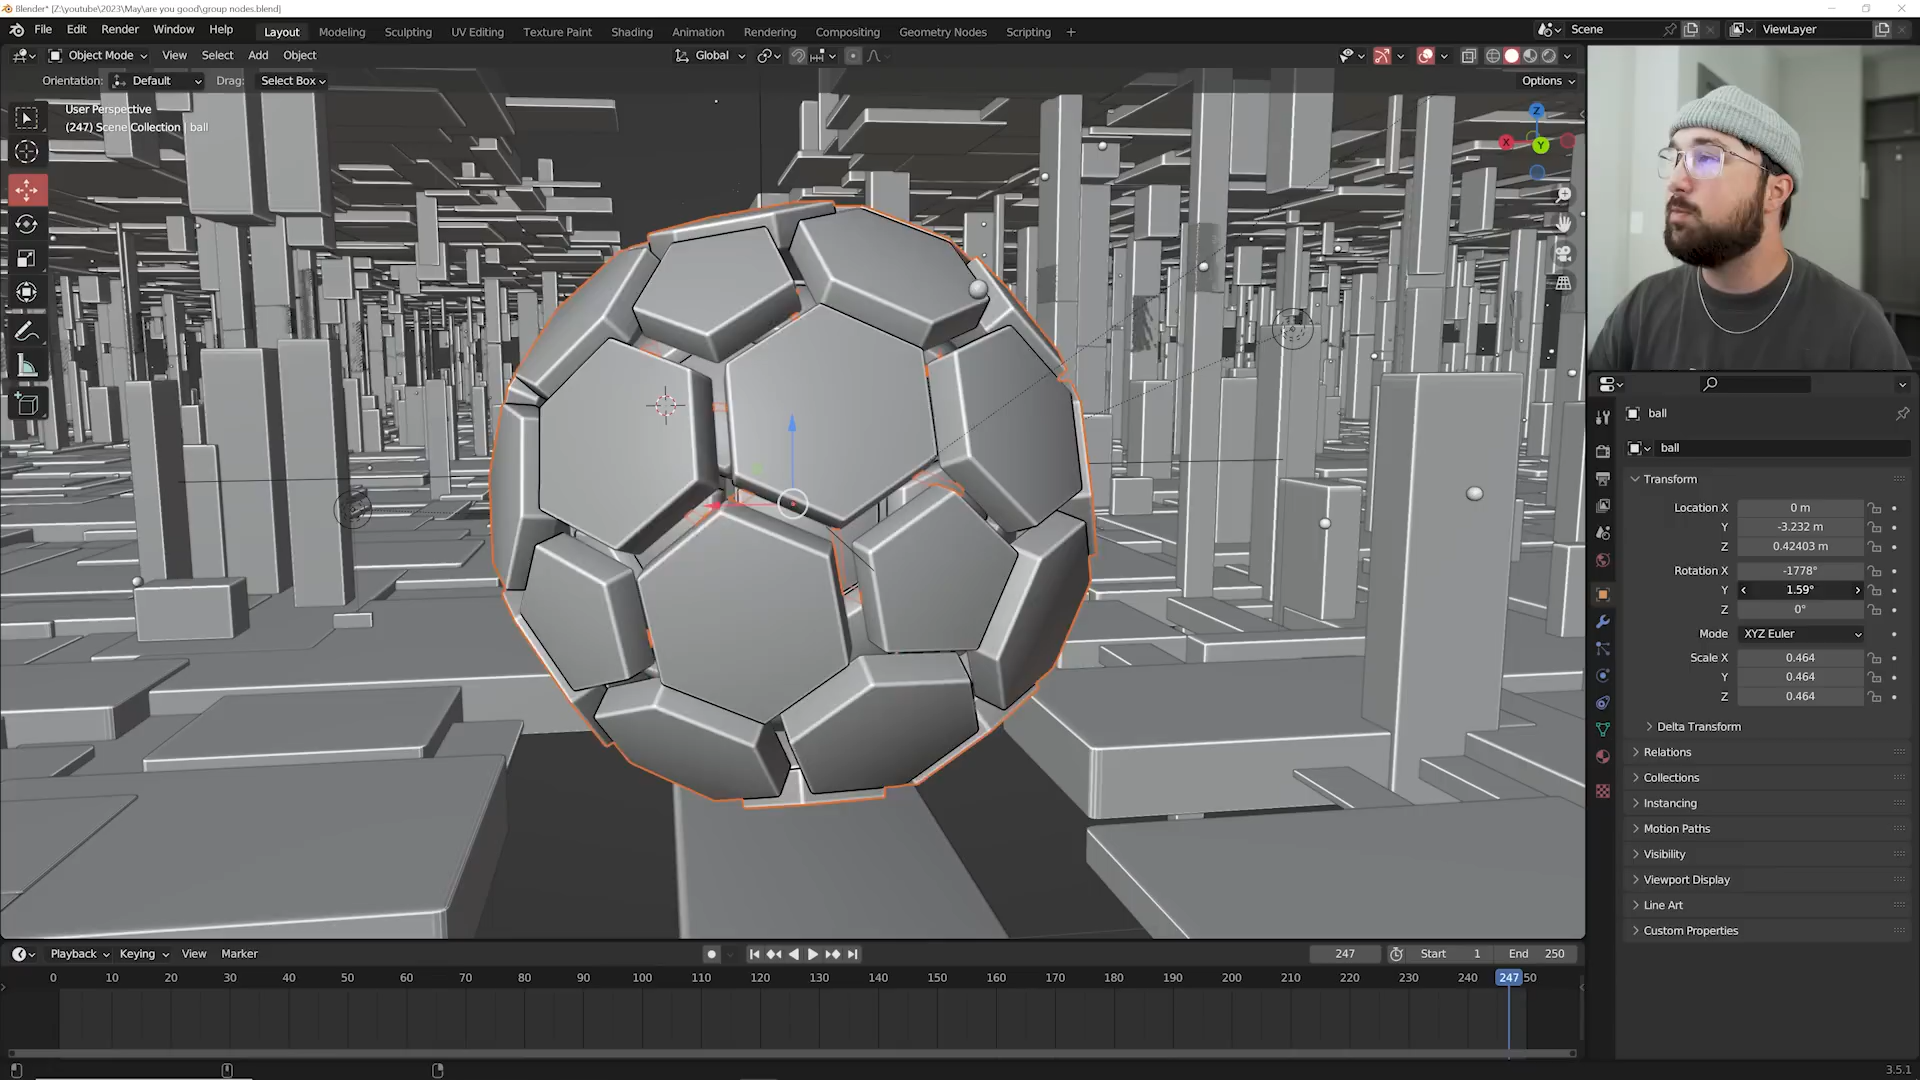 Blender* [Z:\youtube\2023\May\are you good\group nodes.blend]
File Edit Render Window Help Layout Modeling Sculpting UV Editing Texture Paint Shading Animation Rendering Compositing Geometry Nodes Scripting + Scene ViewLayer
Object Mode View Select Add Object Global
Orientation: Default Drag: Select Box Options
User Perspective
(247) Scene Collection | ball
Z
X
Y
ball
ball
Transform
Location X 0 m
Y -3.232 m
Z 0.42403 m
Rotation X -1778°
Y 1.59°
Z 0°
Mode XYZ Euler
Scale X 0.464
Y 0.464
Z 0.464
Delta Transform
Relations
Collections
Instancing
Motion Paths
Visibility
Viewport Display
Line Art
Custom Properties
Playback Keying View Marker 247 Start 1 End 250
0 10 20 30 40 50 60 70 80 90 100 110 120 130 140 150 160 170 180 190 200 210 220 230 240 247 50
3.5.1